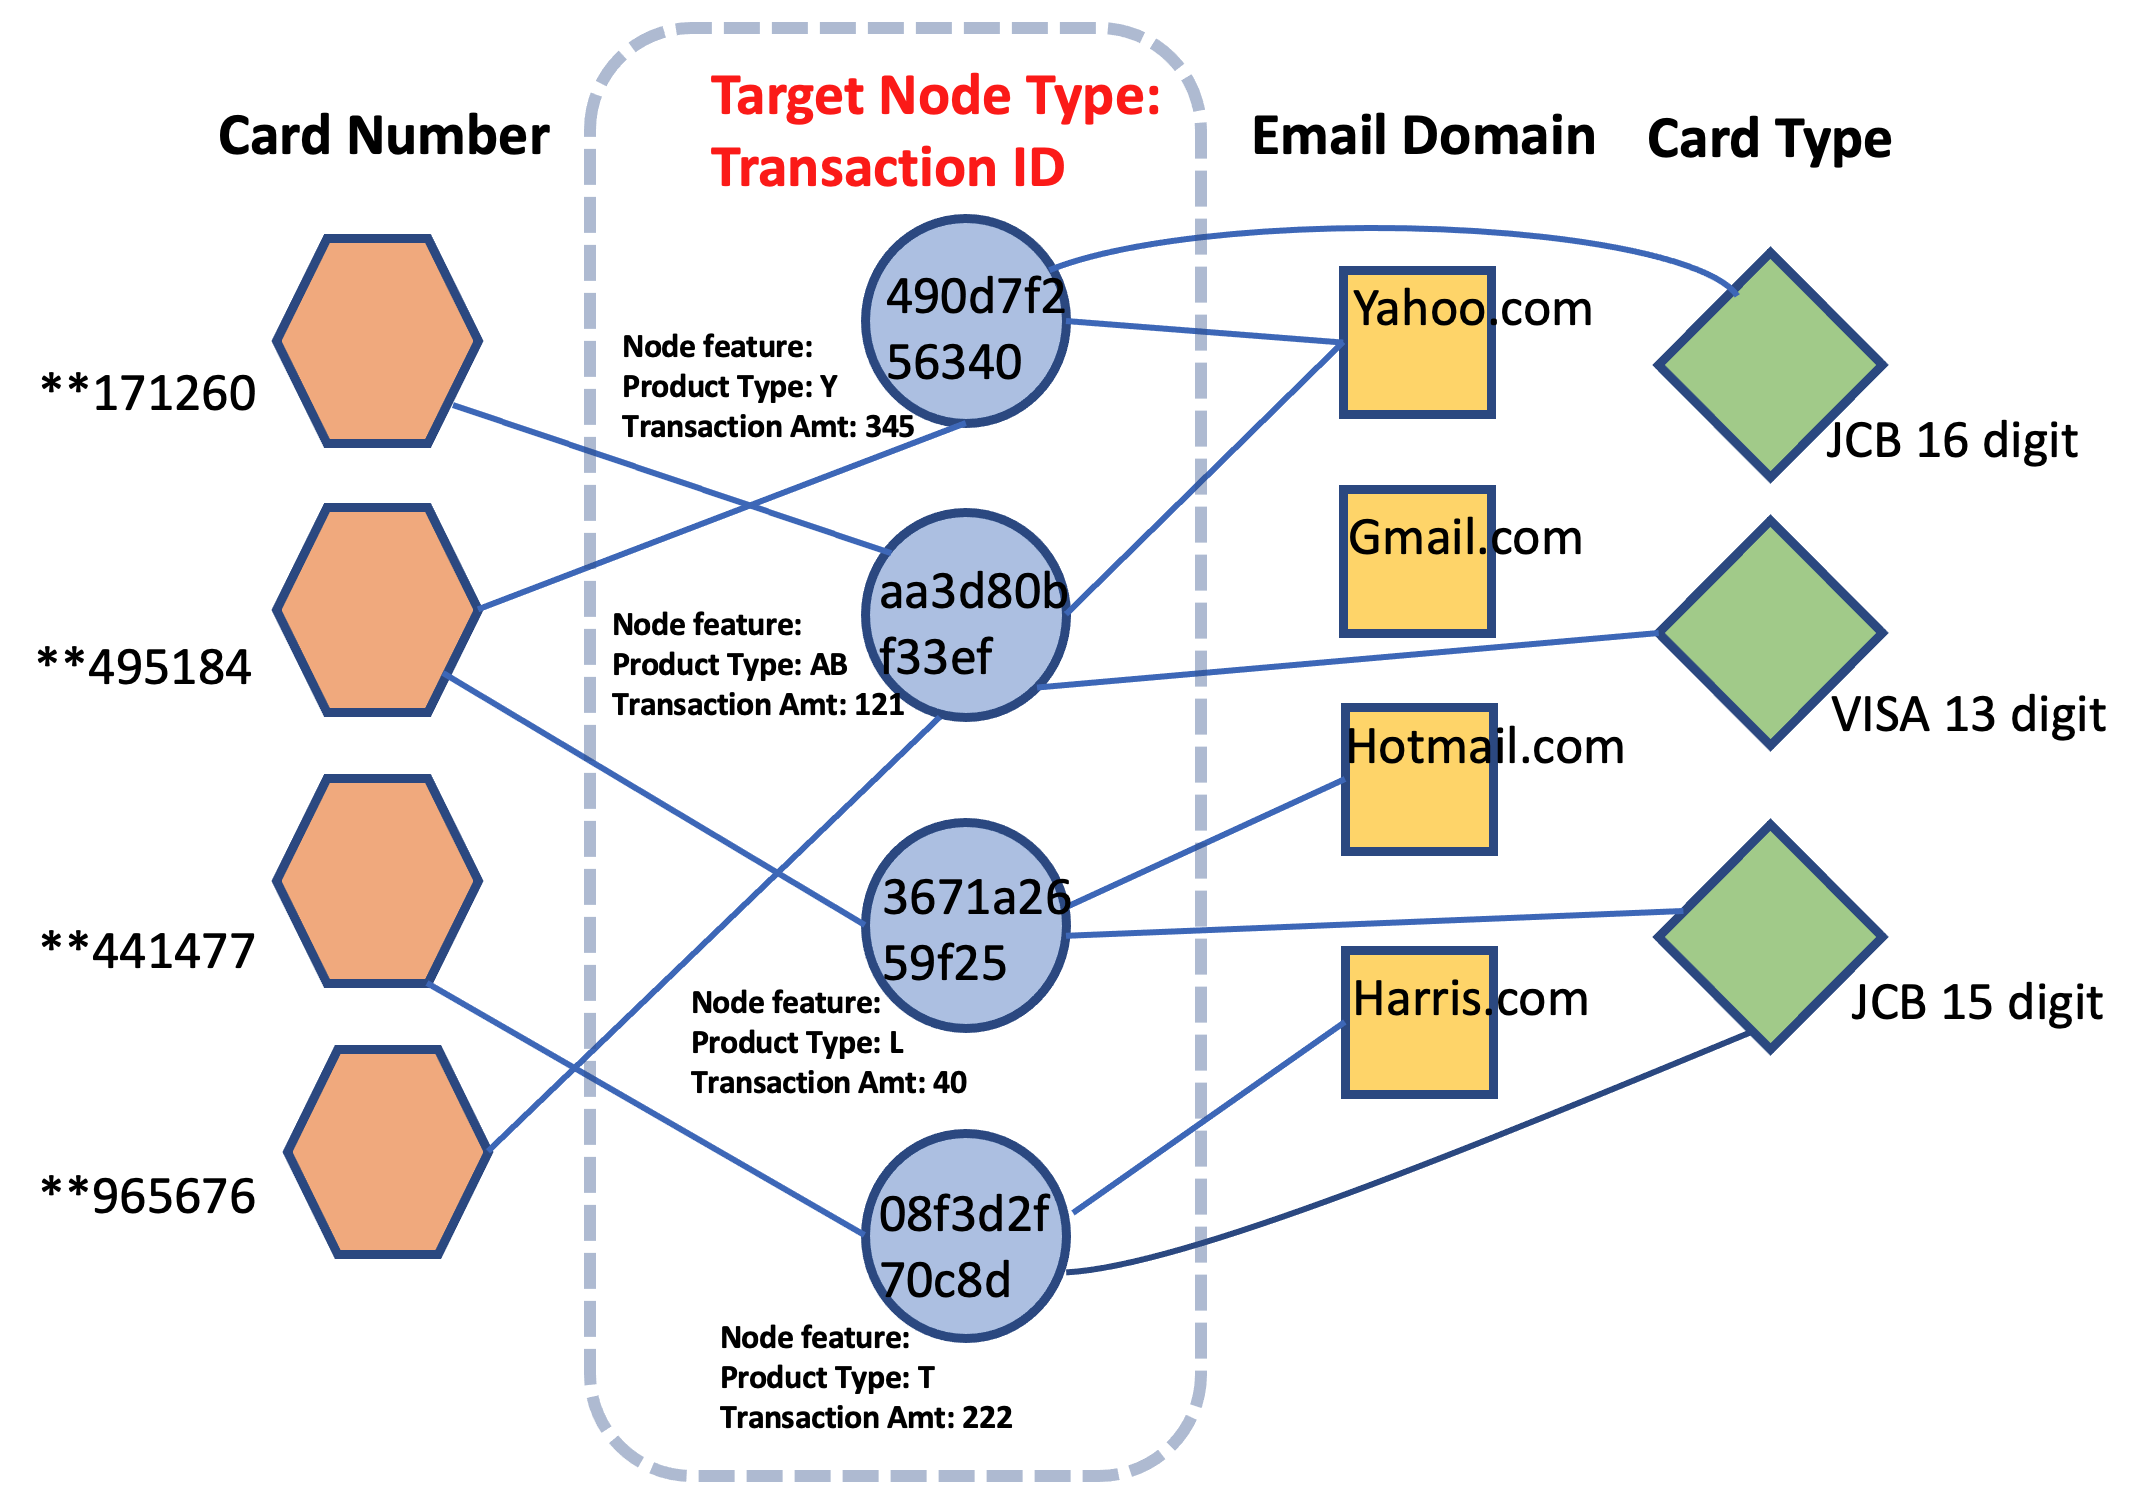 Card Number
**171260
**495184
**441477
**965676
Target Node Type:
Transaction ID
490d7f2
56340
Node feature:
Product Type: Y
Transaction Amt: 345
aa3d80b
f33ef
Node feature:
Product Type: AB
Transaction Amt: 121
3671a26
59f25
Node feature:
Product Type: L
Transaction Amt: 40
08f3d2f
70c8d
Node feature:
Product Type: T
Transaction Amt: 222
Email Domain
Yahoo.com
Gmail.com
Hotmail.com
Harris.com
Card Type
JCB 16 digit
VISA 13 digit
JCB 15 digit